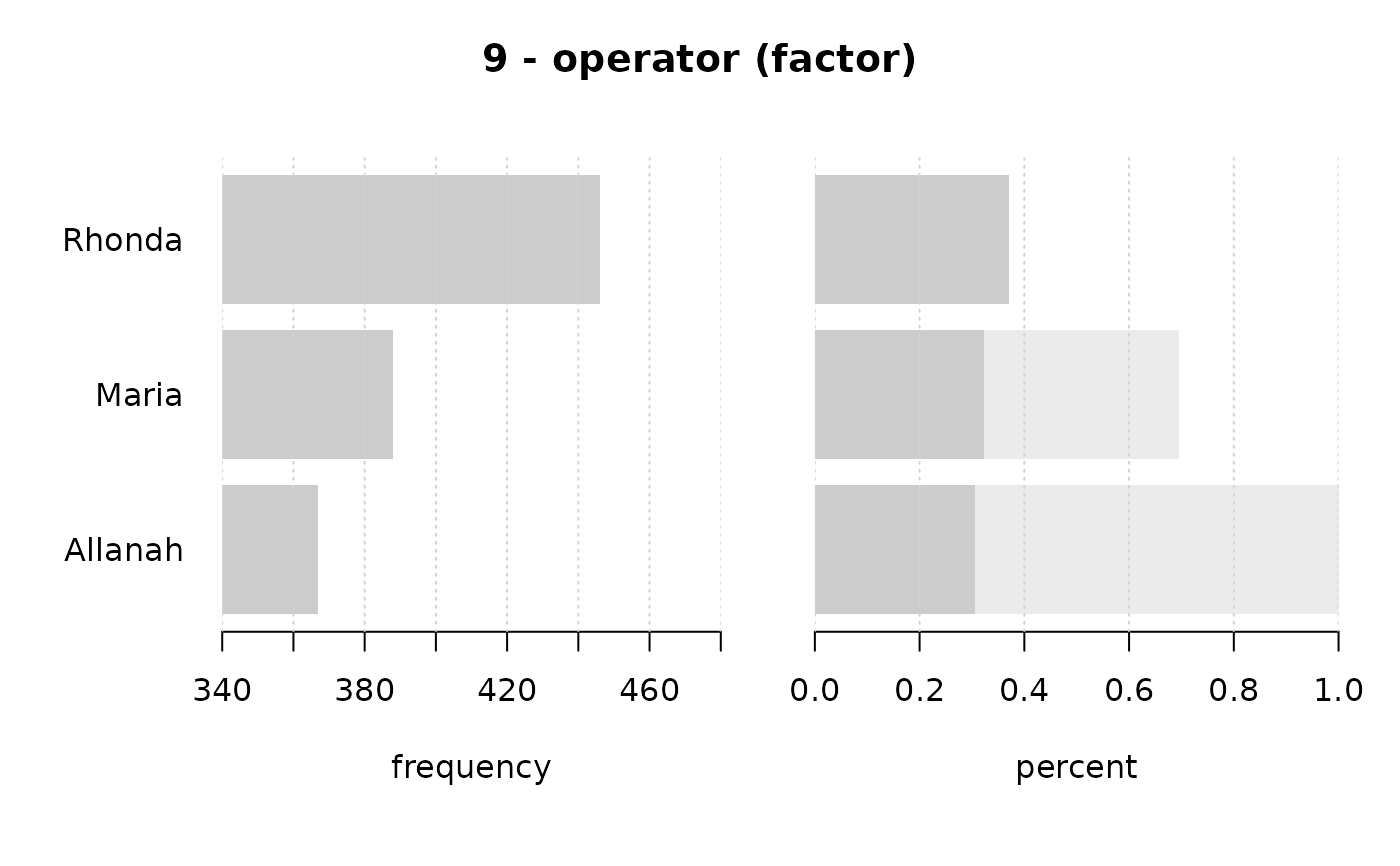 9 - operator (factor)
Rhonda
Maria
Allanah
340 380 420 460
0.0 0.2 0.4 0.6 0.8 1.0
frequency
percent